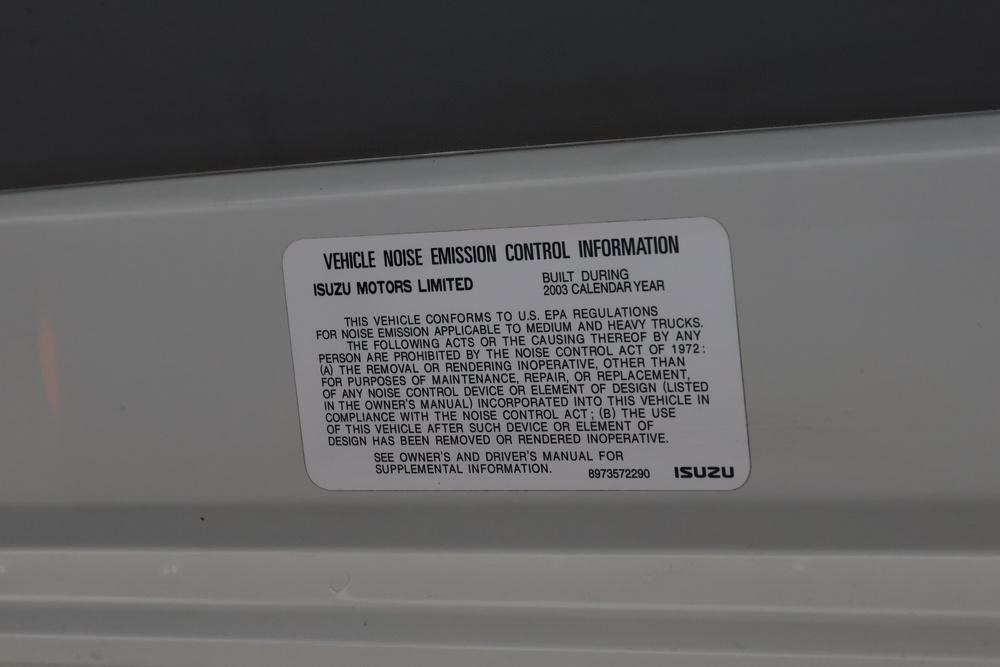 VEHICLE NOISE EMISSION CONTROL INFORMATION
ISUZU MOTORS LIMITED
BUILT DURING
2003 CALENDAR YEAR
THIS VEHICLE CONFORMS TO U.S. EPA REGULATIONS
FOR NOISE EMISSION APPLICABLE TO MEDIUM AND HEAVY TRUCKS.
THE FOLLOWING ACTS OR THE CAUSING THEREOF BY ANY
PERSON ARE PROHIBITED BY THE NOISE CONTROL ACT OF 1972:
(A) THE REMOVAL OR RENDERING INOPERATIVE, OTHER THAN
FOR PURPOSES OF MAINTENANCE, REPAIR, OR REPLACEMENT,
OF ANY NOISE CONTROL DEVICE OR ELEMENT OF DESIGN (LISTED
IN THE OWNER'S MANUAL) INCORPORATED INTO THIS VEHICLE IN
COMPLIANCE WITH THE NOISE CONTROL ACT; (B) THE USE
OF THIS VEHICLE AFTER SUCH DEVICE OR ELEMENT OF
DESIGN HAS BEEN REMOVED OR RENDERED INOPERATIVE.
SEE OWNER'S AND DRIVER'S MANUAL FOR
SUPPLEMENTAL INFORMATION.
8973572290 ISUZU